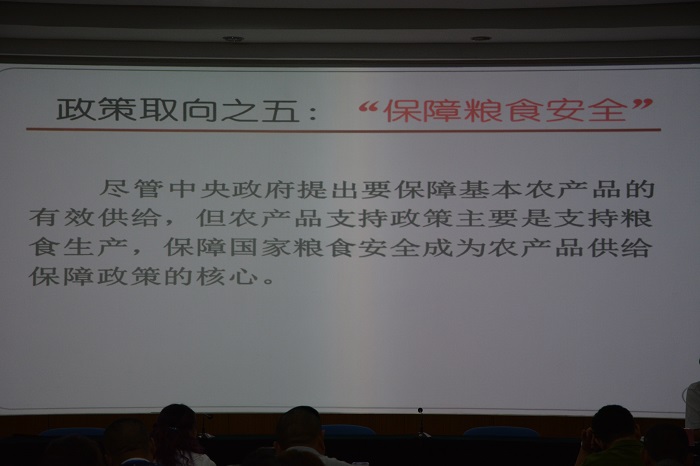 政策取向之五：“保障粮食安全”
尽管中央政府提出要保障基本农产品的
有效供给，但农产品支持政策主要是支持粮
食生产，保障国家粮食安全成为农产品供给
保障政策的核心。